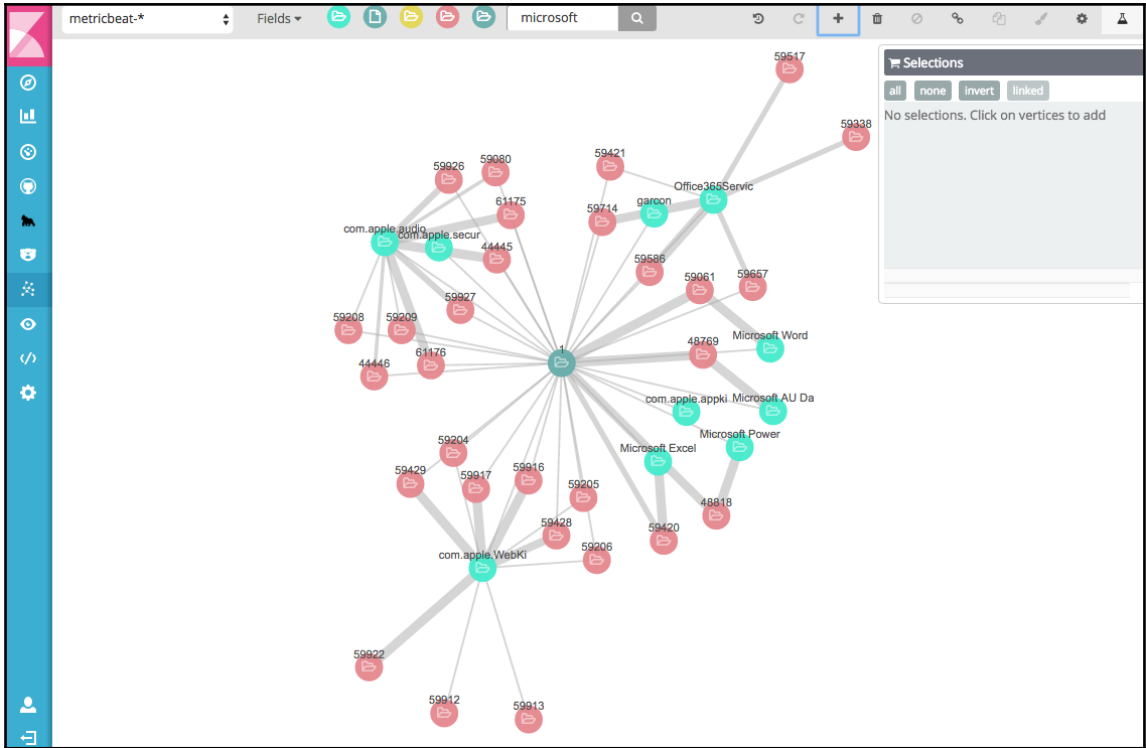 metricbeat-*
Fields
microsoft
Selections
all none invert linked
No selections. Click on vertices to add
59517
59338
59421
59926
59080
Office365Servic
garcon
61175
59714
com.apple.audio
com.apple.secur
44445
59586
59061
59657
59927
59208
59209
Microsoft Word
48769
1
61176
44446
com.apple.appki
Microsoft AU Da
Microsoft Power
59204
Microsoft Excel
59429
59917
59916
59205
48818
59428
59420
59206
com.apple.WebKi
59922
59912
59913